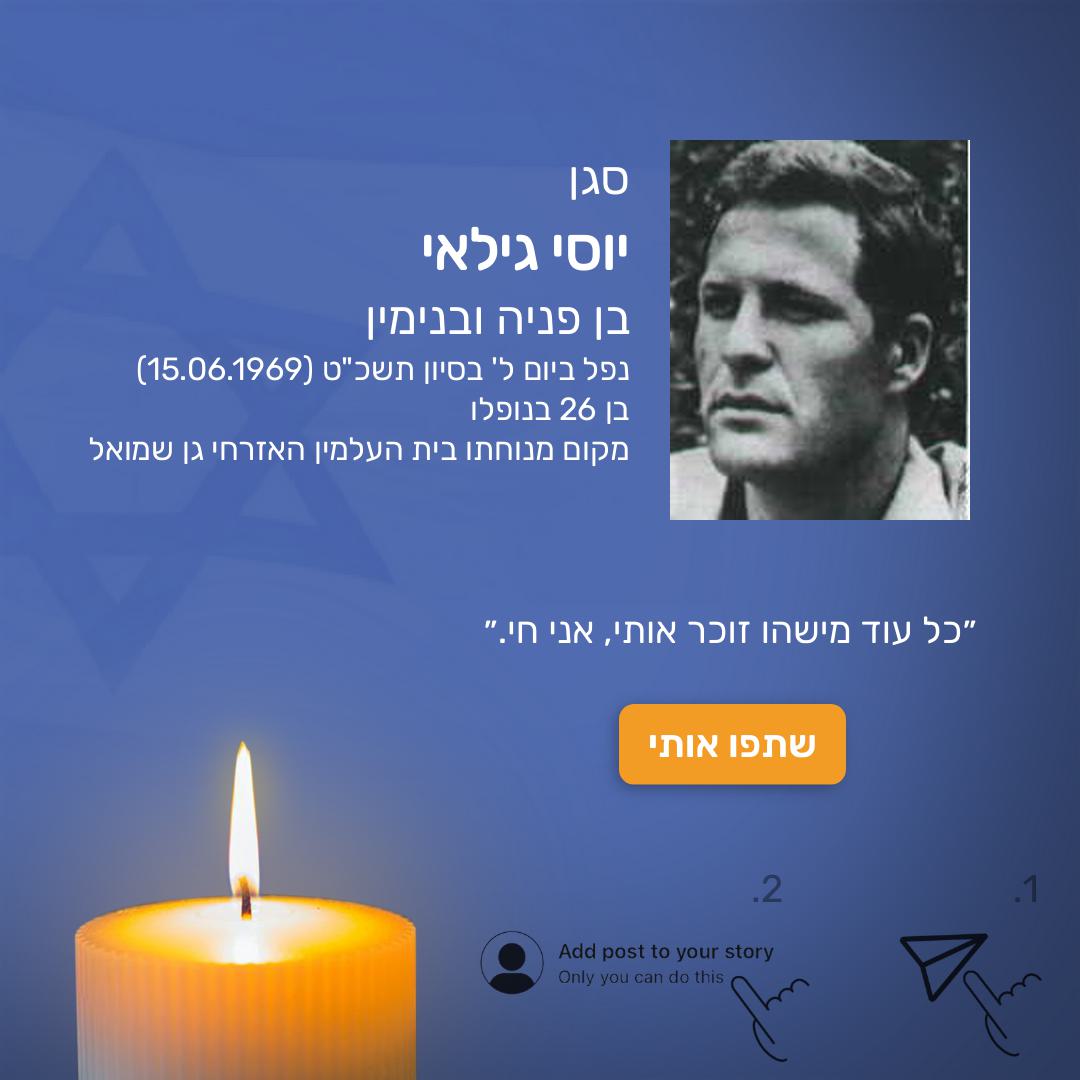 סגן
יוסי גילאי
בן פניה ובנימין
נפל ביום ל' בסיון תשכ"ט (15.06.1969)
בן 26 בנופלו
מקום מנוחתו בית העלמין האזרחי גן שמואל
״כל עוד מישהו זוכר אותי, אני חי.״
שתפו אותי
1.
2.
Add post to your story
Only you can do this